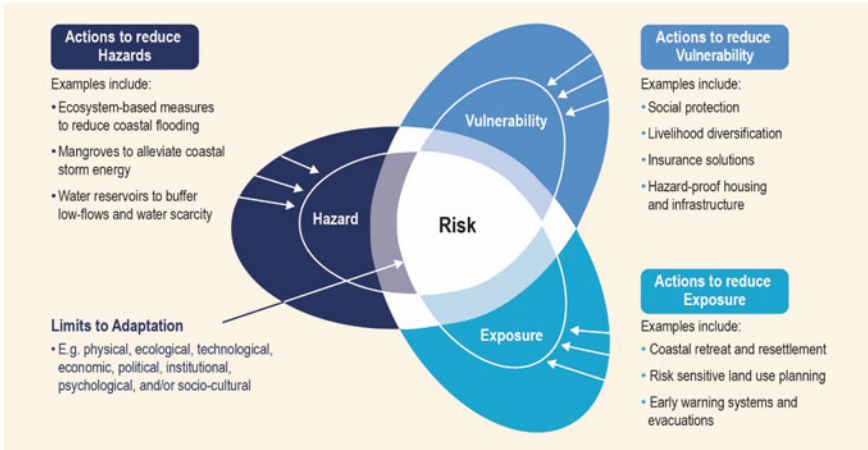 Actions to reduce
Hazards
Examples include:
• Ecosystem-based measures
to reduce coastal flooding
• Mangroves to alleviate coastal
storm energy
• Water reservoirs to buffer
low-flows and water scarcity
Limits to Adaptation
• E.g. physical, ecological, technological,
economic, political, institutional,
psychological, and/or socio-cultural
Vulnerability
Hazard
Risk
Exposure
Actions to reduce
Vulnerability
Examples include:
• Social protection
• Livelihood diversification
• Insurance solutions
• Hazard-proof housing
and infrastructure
Actions to reduce
Exposure
Examples include:
• Coastal retreat and resettlement
• Risk sensitive land use planning
• Early warning systems and
evacuations